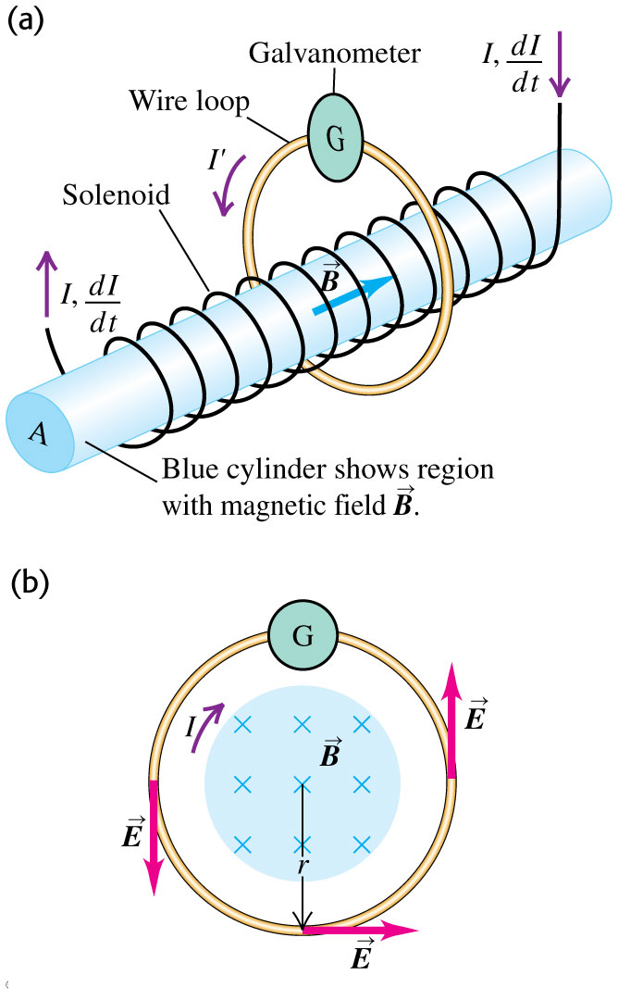 (a)
Galvanometer
I, dI/dt
Wire loop
G
I′
Solenoid
B⃗
I, dI/dt
A
Blue cylinder shows region
with magnetic field B⃗.
(b)
G
I
B⃗
E⃗
E⃗
r
E⃗